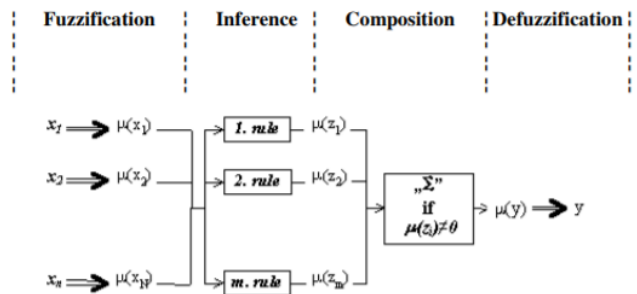 Fuzzification Inference Composition Defuzzification
x₁ μ(x₁) 1. rule μ(z₁)
x₂ μ(x₂) 2. rule μ(z₂)
„Σ”
if
μ(zᵢ)≠0
μ(y) y
xₙ μ(x_N) m. rule μ(zₘ)